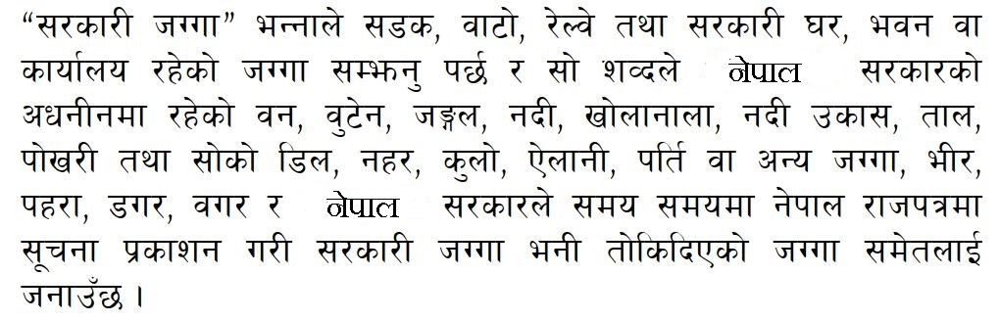 “सरकारी जग्गा” भन्नाले सडक, वाटो, रेल्वे तथा सरकारी घर, भवन वा
कार्यालय रहेको जग्गा सम्झनु पर्छ र सो शव्दले नेपाल सरकारको
अधनीनमा रहेको वन, वुटेन, जङ्गल, नदी, खोलानाला, नदी उकास, ताल,
पोखरी तथा सोको डिल, नहर, कुलो, ऐलानी, पर्ति वा अन्य जग्गा, भीर,
पहरा, डगर, वगर र नेपाल सरकारले समय समयमा नेपाल राजपत्रमा
सूचना प्रकाशन गरी सरकारी जग्गा भनी तोकिदिएको जग्गा समेतलाई
जनाउँछ ।